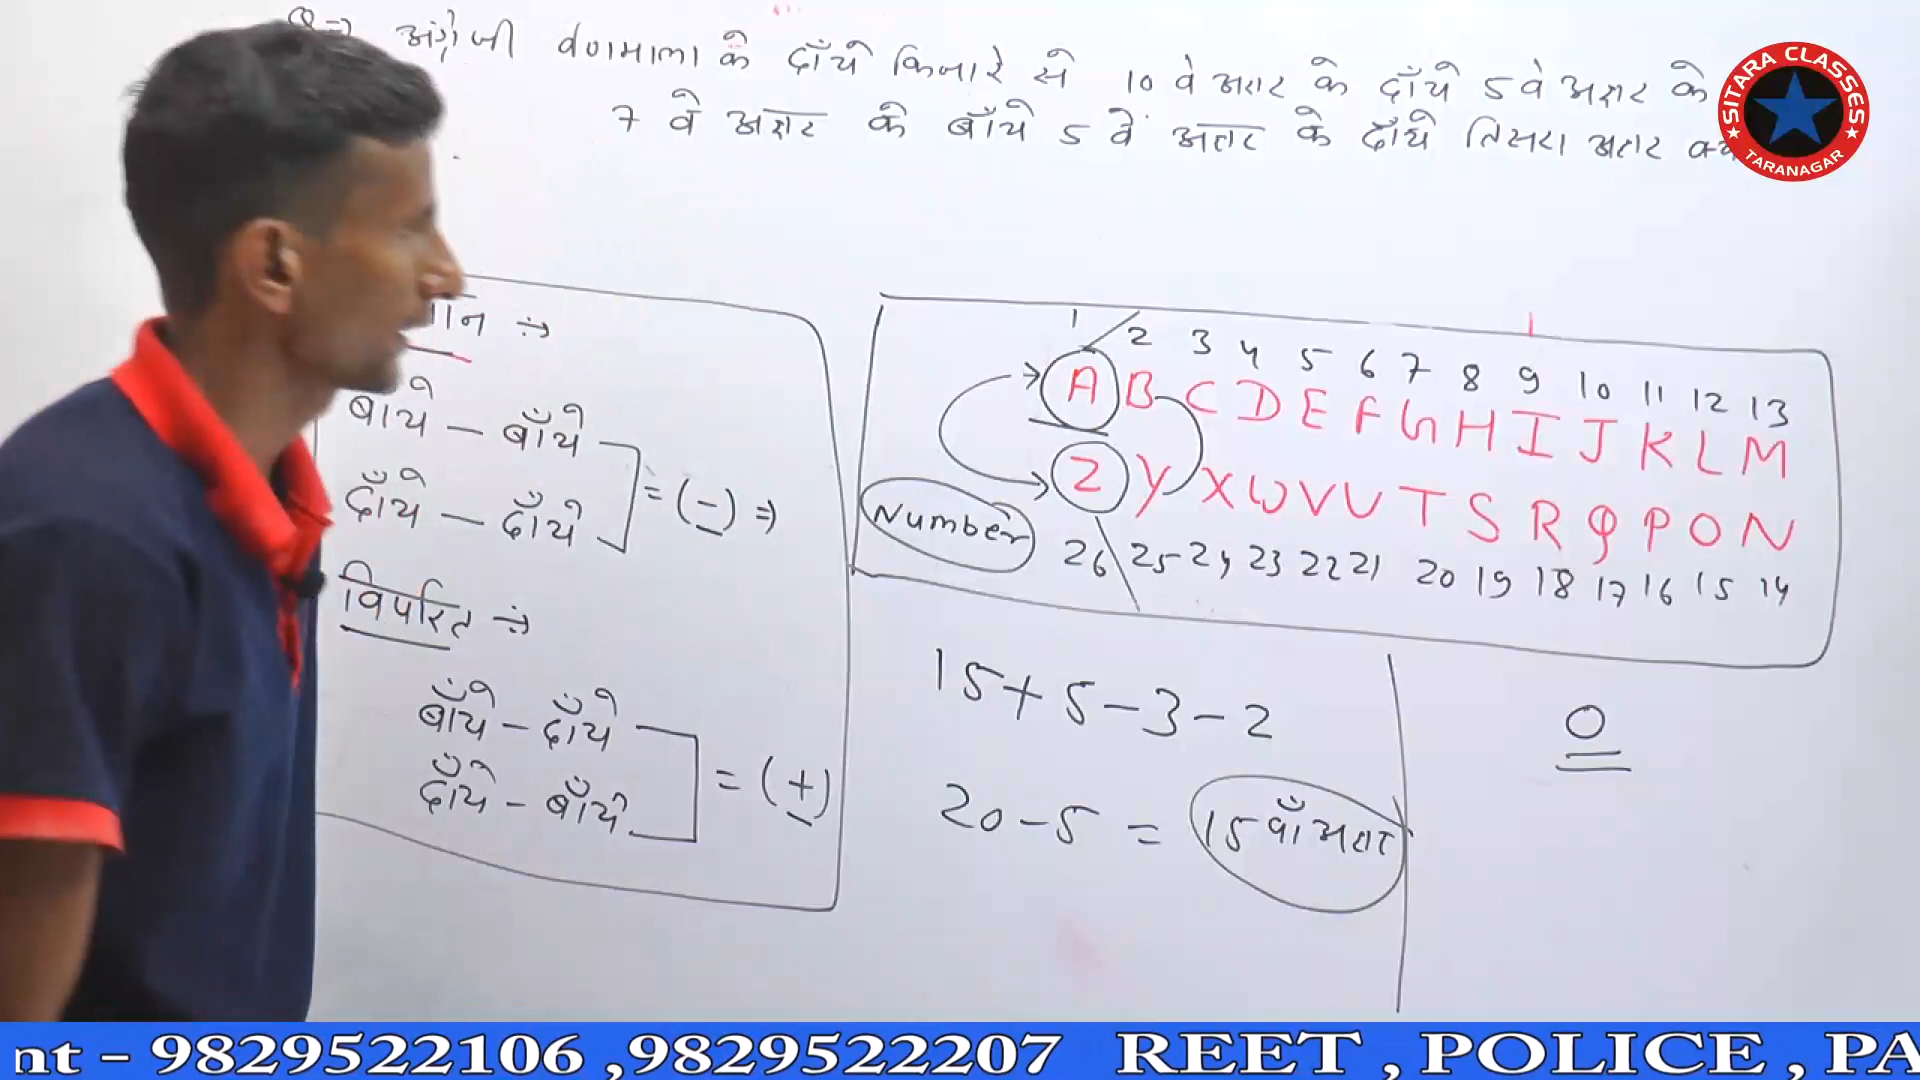 अंग्रेजी वणमाला के दाँये किनारे से 10 वे अक्षर के दाँये 5 वे अक्षर के
7 वे अक्षर के बाँये 5 वें अक्षर के दाँये तिसरा अक्षर
SITARA CLASSES
TARANAGAR
मान :→
बाये – बाँये
दाँये – दाँये
= (-) ⇒
विपरित :→
बाँये – दाँये
दाँये – बाँये
= (+)
1 2 3 4 5 6 7 8 9 10 11 12 13
A B C D E F G H I J K L M
Z Y X W V U T S R Q P O N
Number
26 25 24 23 22 21 20 19 18 17 16 15 14
15+5-3-2
20-5 = 15 वाँ अक्षर
O
nt - 9829522106 ,9829522207 REET , POLICE , PA